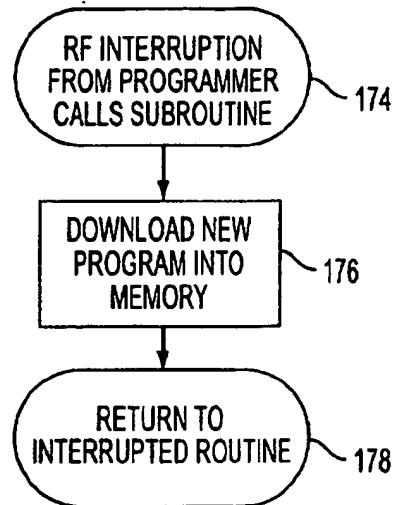 RF INTERRUPTION
FROM PROGRAMMER
CALLS SUBROUTINE
174
DOWNLOAD NEW
PROGRAM INTO
MEMORY
176
RETURN TO
INTERRUPTED ROUTINE
178